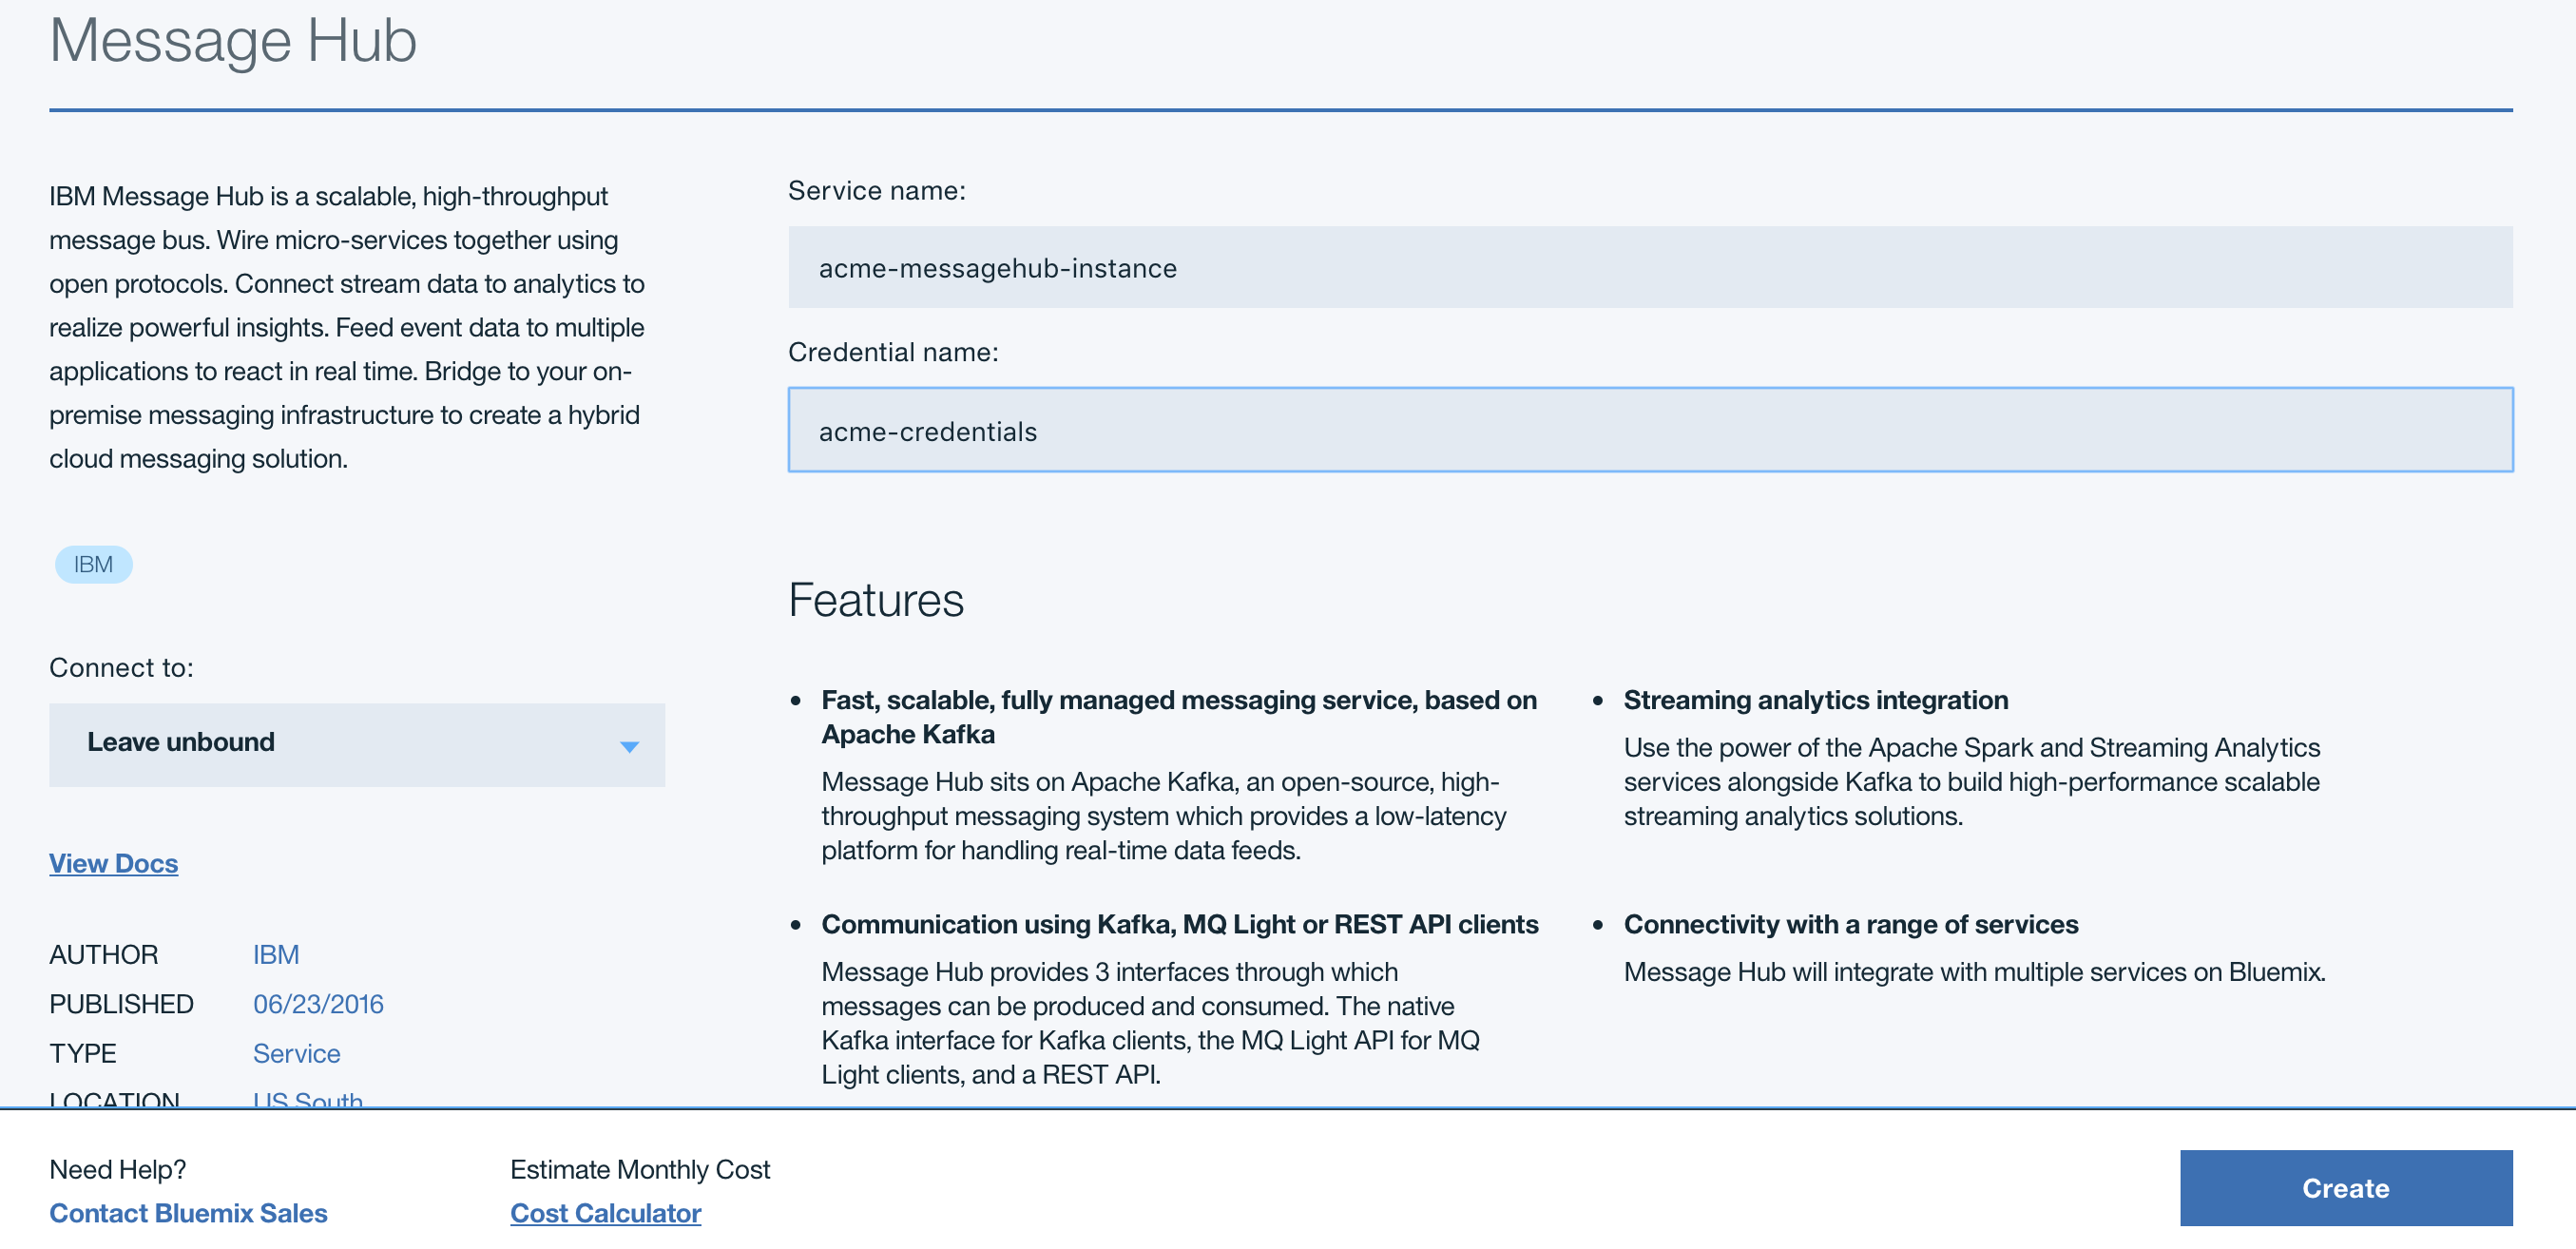 Message Hub
IBM Message Hub is a scalable, high-throughput
message bus. Wire micro-services together using
open protocols. Connect stream data to analytics to
realize powerful insights. Feed event data to multiple
applications to react in real time. Bridge to your on-
premise messaging infrastructure to create a hybrid
cloud messaging solution.
IBM
Connect to:
Leave unbound
View Docs
AUTHOR IBM
PUBLISHED 06/23/2016
TYPE Service
LOCATION US South
Service name:
acme-messagehub-instance
Credential name:
acme-credentials
Features
Fast, scalable, fully managed messaging service, based on
Apache Kafka
Message Hub sits on Apache Kafka, an open-source, high-
throughput messaging system which provides a low-latency
platform for handling real-time data feeds.
Communication using Kafka, MQ Light or REST API clients
Message Hub provides 3 interfaces through which
messages can be produced and consumed. The native
Kafka interface for Kafka clients, the MQ Light API for MQ
Light clients, and a REST API.
Streaming analytics integration
Use the power of the Apache Spark and Streaming Analytics
services alongside Kafka to build high-performance scalable
streaming analytics solutions.
Connectivity with a range of services
Message Hub will integrate with multiple services on Bluemix.
Need Help?
Contact Bluemix Sales
Estimate Monthly Cost
Cost Calculator
Create